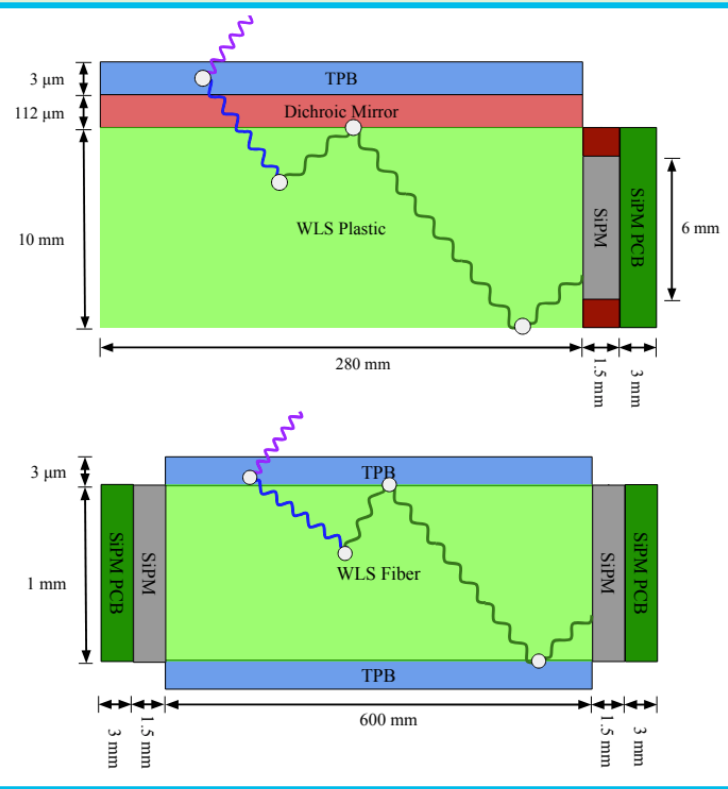 3 μm
TPB
112 μm
Dichroic Mirror
10 mm
WLS Plastic
SiPM
SiPM PCB
6 mm
280 mm
1.5 mm
3 mm
3 μm
TPB
SiPM PCB
SiPM
1 mm
WLS Fiber
SiPM
SiPM PCB
TPB
3 mm
1.5 mm
600 mm
1.5 mm
3 mm